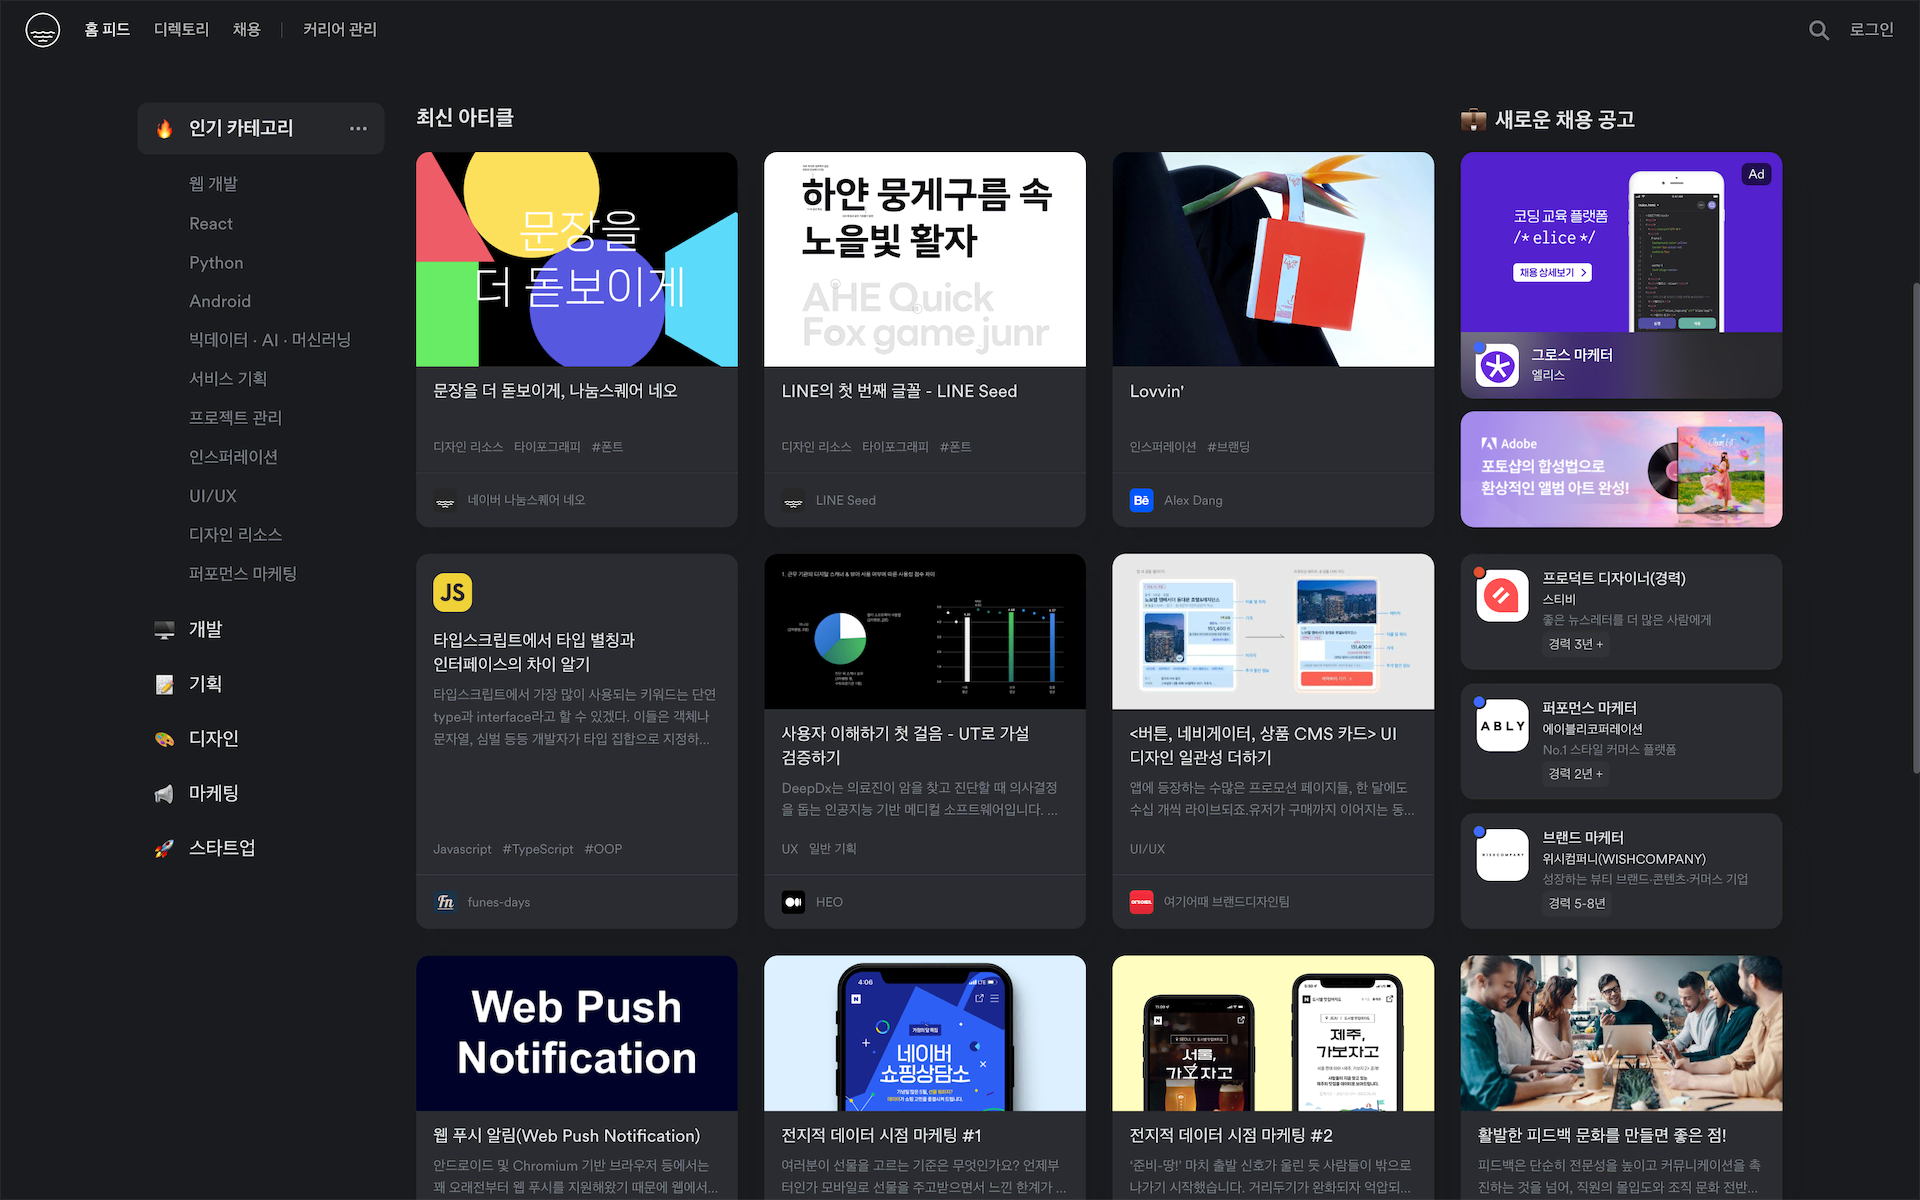 홈 피드
디렉토리
채용
커리어 관리
로그인
인기 카테고리
웹 개발
React
Python
Android
빅데이터 · AI · 머신러닝
서비스 기획
프로젝트 관리
인스퍼레이션
UI/UX
디자인 리소스
퍼포먼스 마케팅
개발
기획
디자인
마케팅
스타트업
최신 아티클
문장을
더 돋보이게
문장을 더 돋보이게, 나눔스퀘어 네오
디자인 리소스 타이포그래피 #폰트
네이버 나눔스퀘어 네오
하얀 뭉게구름 속
노을빛 활자
AHE Quick
Fox game junr
LINE의 첫 번째 글꼴 - LINE Seed
디자인 리소스 타이포그래피 #폰트
LINE Seed
Lovvin'
인스퍼레이션 #브랜딩
Bē
Alex Dang
JS
타입스크립트에서 타입 별칭과
인터페이스의 차이 알기
타입스크립트에서 가장 많이 사용되는 키워드는 단연
type과 interface라고 할 수 있겠다. 이들은 객체나
문자열, 심벌 등등 개발자가 타입 집합으로 지정하...
Javascript #TypeScript #OOP
Fn
funes-days
1. 근무 기관의 디지털 스캐너 & 뷰어 사용 여부에 따른 사용성 점수 차이
사용자 이해하기 첫 걸음 - UT로 가설
검증하기
DeepDx는 의료진이 암을 찾고 진단할 때 의사결정
을 돕는 인공지능 기반 메디컬 소프트웨어입니다. ...
UX 일반 기획
HEO
151,400원
151,400원
<버튼, 네비게이터, 상품 CMS 카드> UI
디자인 일관성 더하기
앱에 등장하는 수많은 프로모션 페이지들, 한 달에도
수십 개씩 라이브되죠.유저가 구매까지 이어지는 동...
UI/UX
여기어때 브랜드디자인팀
Web Push
Notification
웹 푸시 알림(Web Push Notification)
안드로이드 및 Chromium 기반 브라우저 등에서는
꽤 오래전부터 웹 푸시를 지원해왔기 때문에 웹에서...
4:06
N
네이버
쇼핑상담소
전지적 데이터 시점 마케팅 #1
여러분이 선물을 고르는 기준은 무엇인가요? 언제부
터인가 모바일로 선물을 주고받으면서 느낀 한계가 ...
서울,
가보자고
제주,
가보자고
전지적 데이터 시점 마케팅 #2
‘준비-땅!’ 마치 출발 신호가 울린 듯 사람들이 밖으로
나가기 시작했습니다. 거리두기가 완화되자 억압되...
새로운 채용 공고
Ad
코딩 교육 플랫폼
/* elice */
채용 상세보기
그로스 마케터
엘리스
Adobe
포토샵의 합성법으로
환상적인 앨범 아트 완성!
프로덕트 디자이너(경력)
스티비
좋은 뉴스레터를 더 많은 사람에게
경력 3년 +
ABLY
퍼포먼스 마케터
에이블리코퍼레이션
No.1 스타일 커머스 플랫폼
경력 2년 +
WISHCOMPANY
브랜드 마케터
위시컴퍼니(WISHCOMPANY)
성장하는 뷰티 브랜드·콘텐츠·커머스 기업
경력 5-8년
활발한 피드백 문화를 만들면 좋은 점!
피드백은 단순히 전문성을 높이고 커뮤니케이션을 촉
진하는 것을 넘어, 직원의 몰입도와 조직 문화 전반...